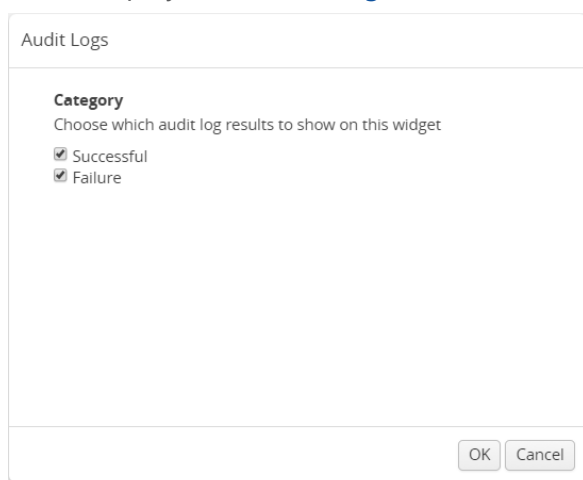 Audit Logs
Category
Choose which audit log results to show on this widget
Successful
Failure
OK Cancel